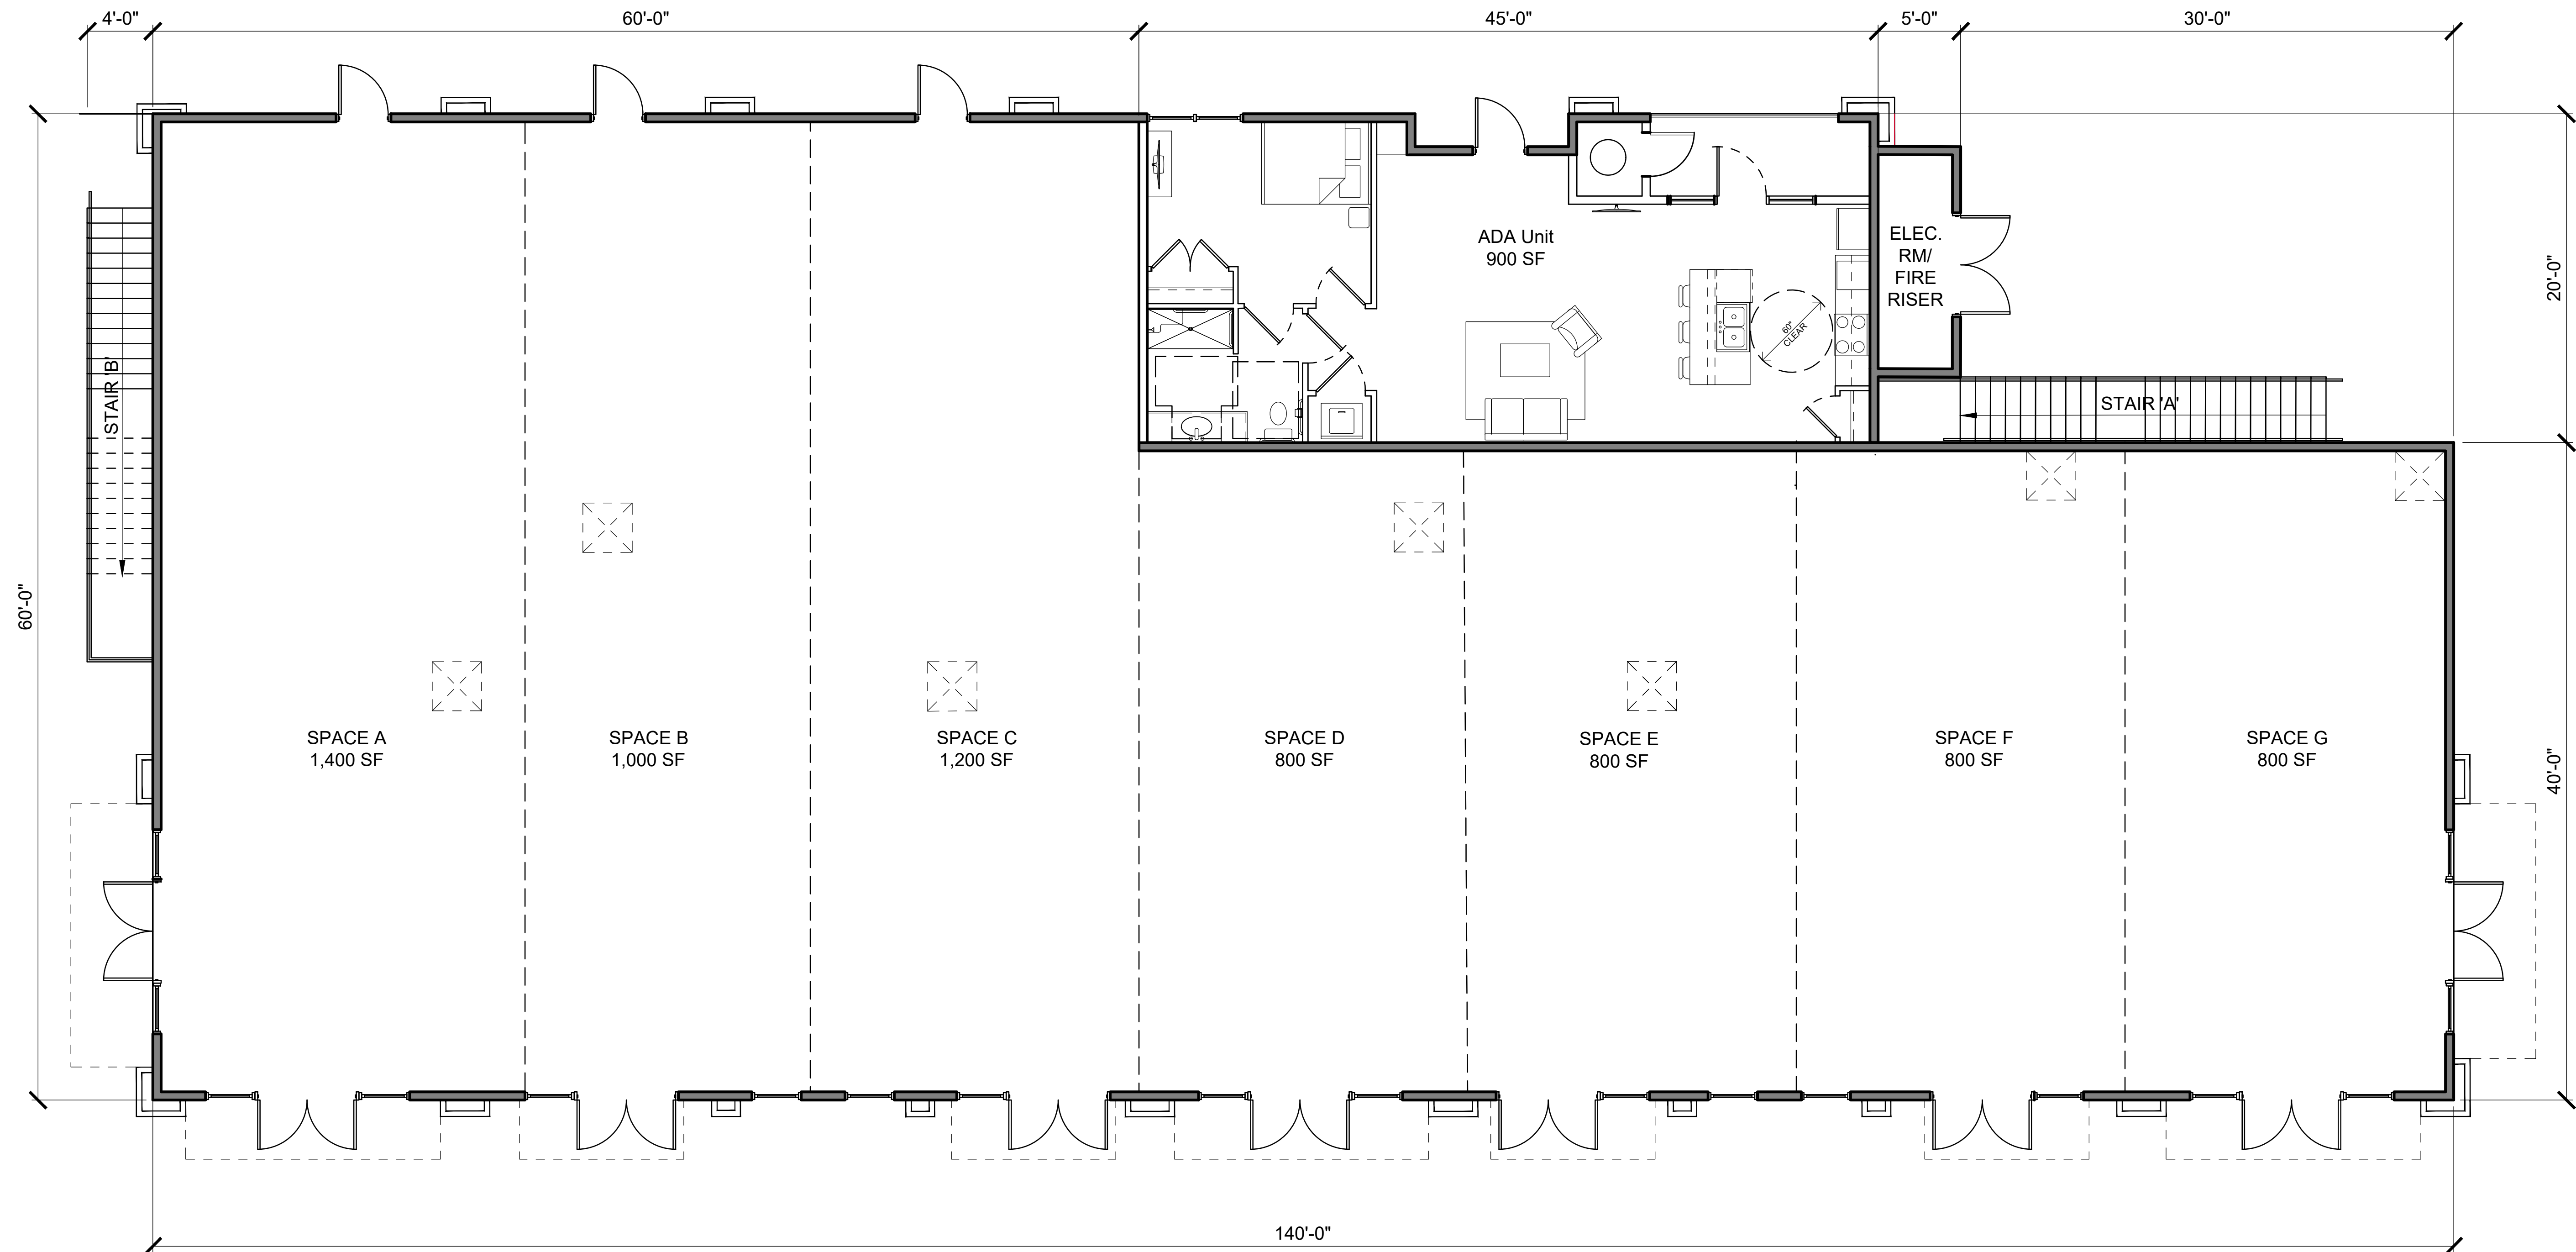 4'-0"
60'-0"
45'-0"
5'-0"
30'-0"
ADA Unit
900 SF
ELEC.
RM/
FIRE
RISER
20'-0"
60"
CLEAR
STAIR 'B'
STAIR 'A'
60'-0"
SPACE A
1,400 SF
SPACE B
1,000 SF
SPACE C
1,200 SF
SPACE D
800 SF
SPACE E
800 SF
SPACE F
800 SF
SPACE G
800 SF
40'-0"
140'-0"